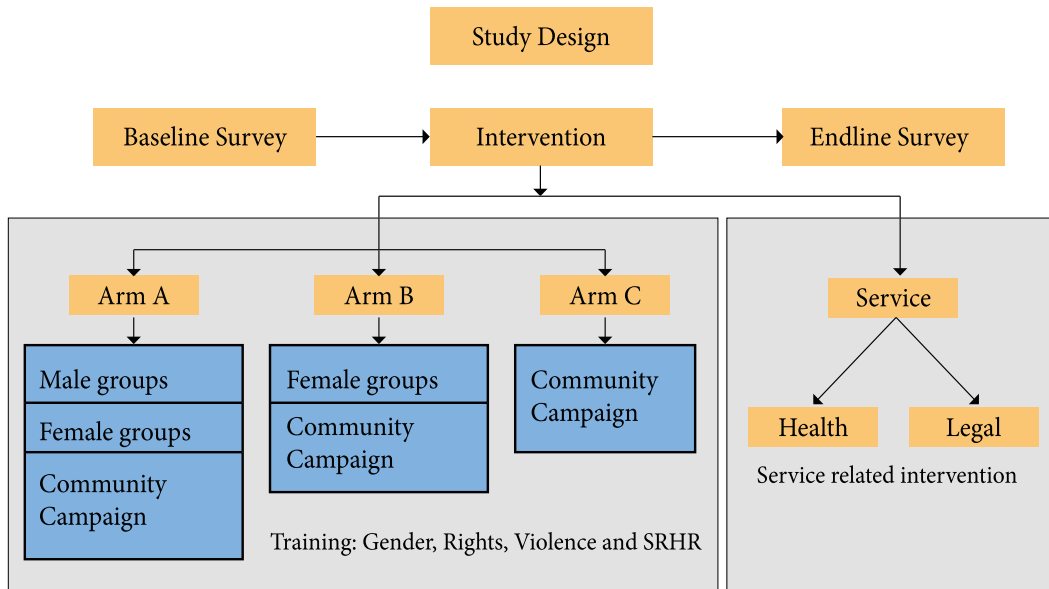 Study Design
Baseline Survey
Intervention
Endline Survey
Arm A
Male groups
Female groups
Community
Campaign
Arm B
Female groups
Community
Campaign
Arm C
Community
Campaign
Training: Gender, Rights, Violence and SRHR
Service
Health
Legal
Service related intervention